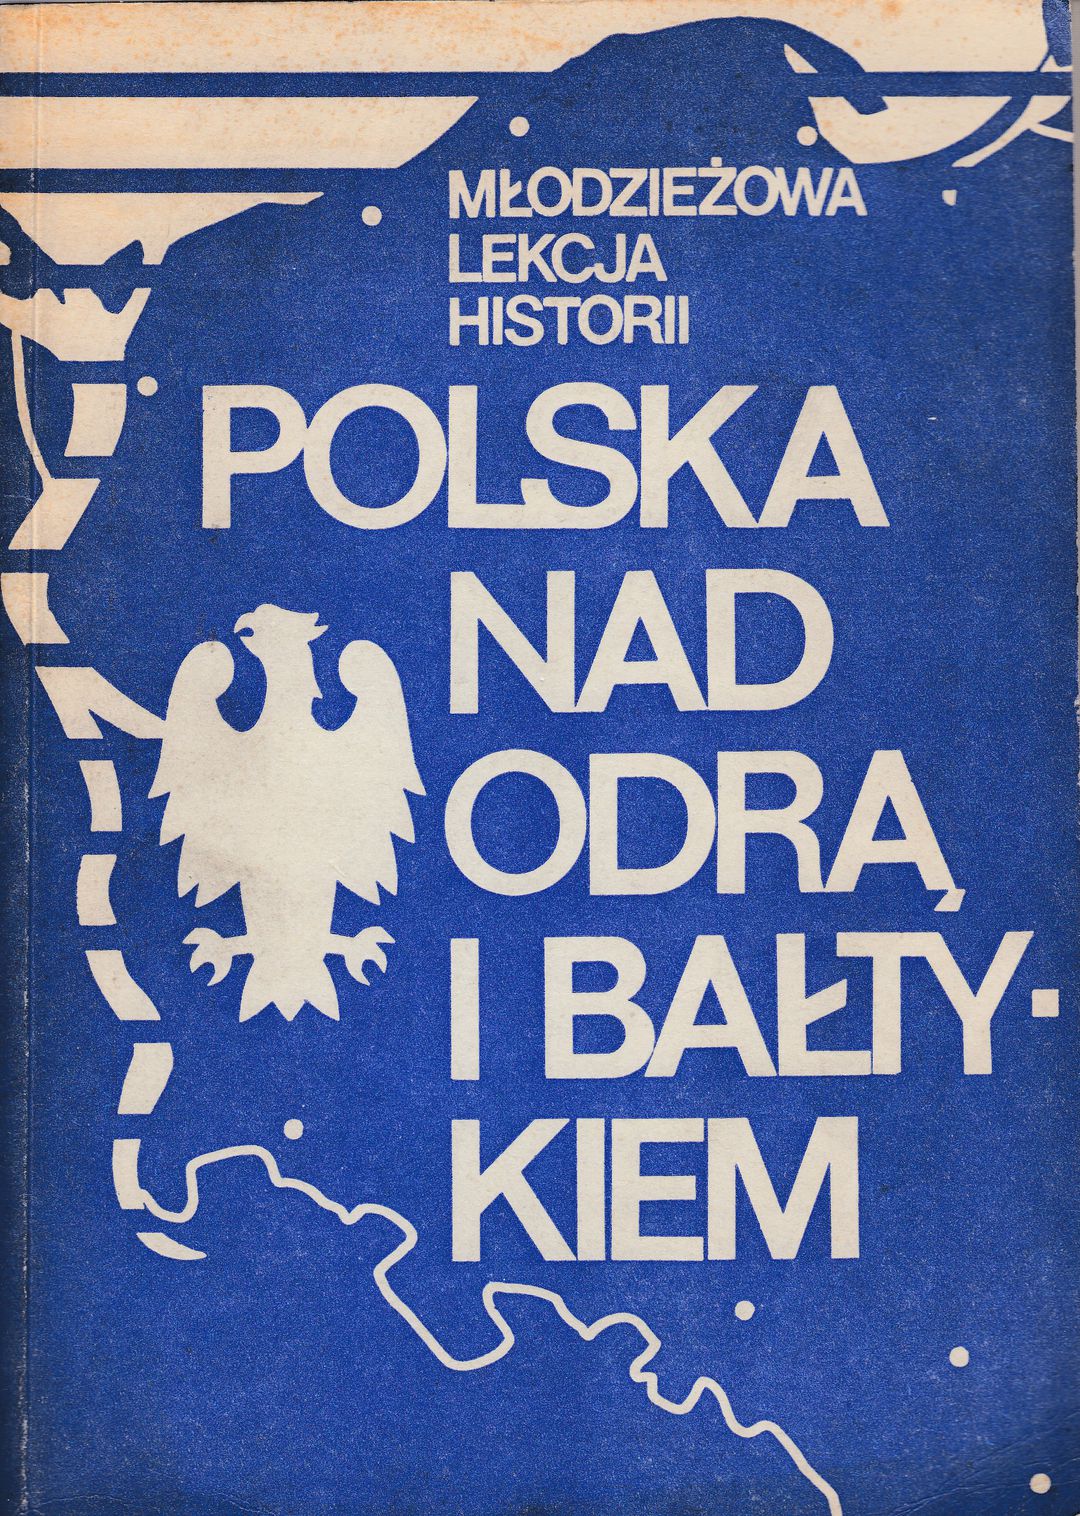 MŁODZIEŻOWA
LEKCJA
HISTORII
POLSKA
NAD
ODRĄ
I BAŁTY-
KIEM